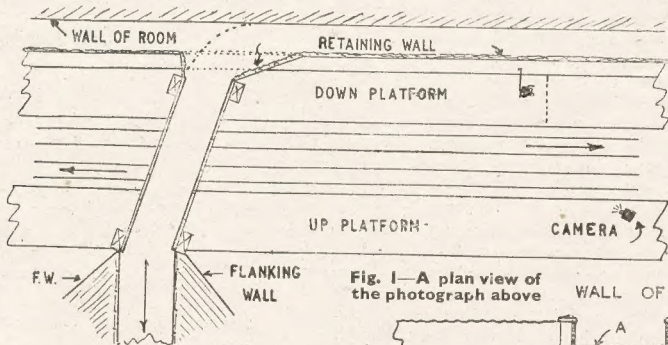 WALL OF ROOM
RETAINING WALL
DOWN PLATFORM
UP PLATFORM
CAMERA
F.W.
FLANKING
WALL
Fig. 1—A plan view of
the photograph above
WALL OF
A